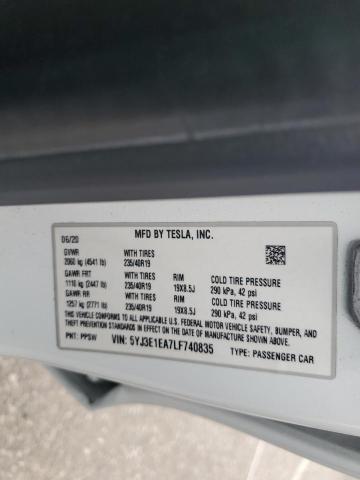 MFD BY TESLA, INC.
06/20
GVWR WITH TIRES
2060 kg (4541 lb) 235/40R19
GAWR FRT WITH TIRES RIM COLD TIRE PRESSURE
1110 kg (2447 lb) 235/40R19 19X8.5J 290 kPa, 42 psi
GAWR RR WITH TIRES RIM COLD TIRE PRESSURE
1257 kg (2771 lb) 235/40R19 19X8.5J 290 kPa, 42 psi
THIS VEHICLE CONFORMS TO ALL APPLICABLE U.S. FEDERAL MOTOR VEHICLE SAFETY, BUMPER, AND
THEFT PREVENTION STANDARDS IN EFFECT ON THE DATE OF MANUFACTURE SHOWN ABOVE.
PNT: PPSW VIN: 5YJ3E1EA7LF740835 TYPE: PASSENGER CAR